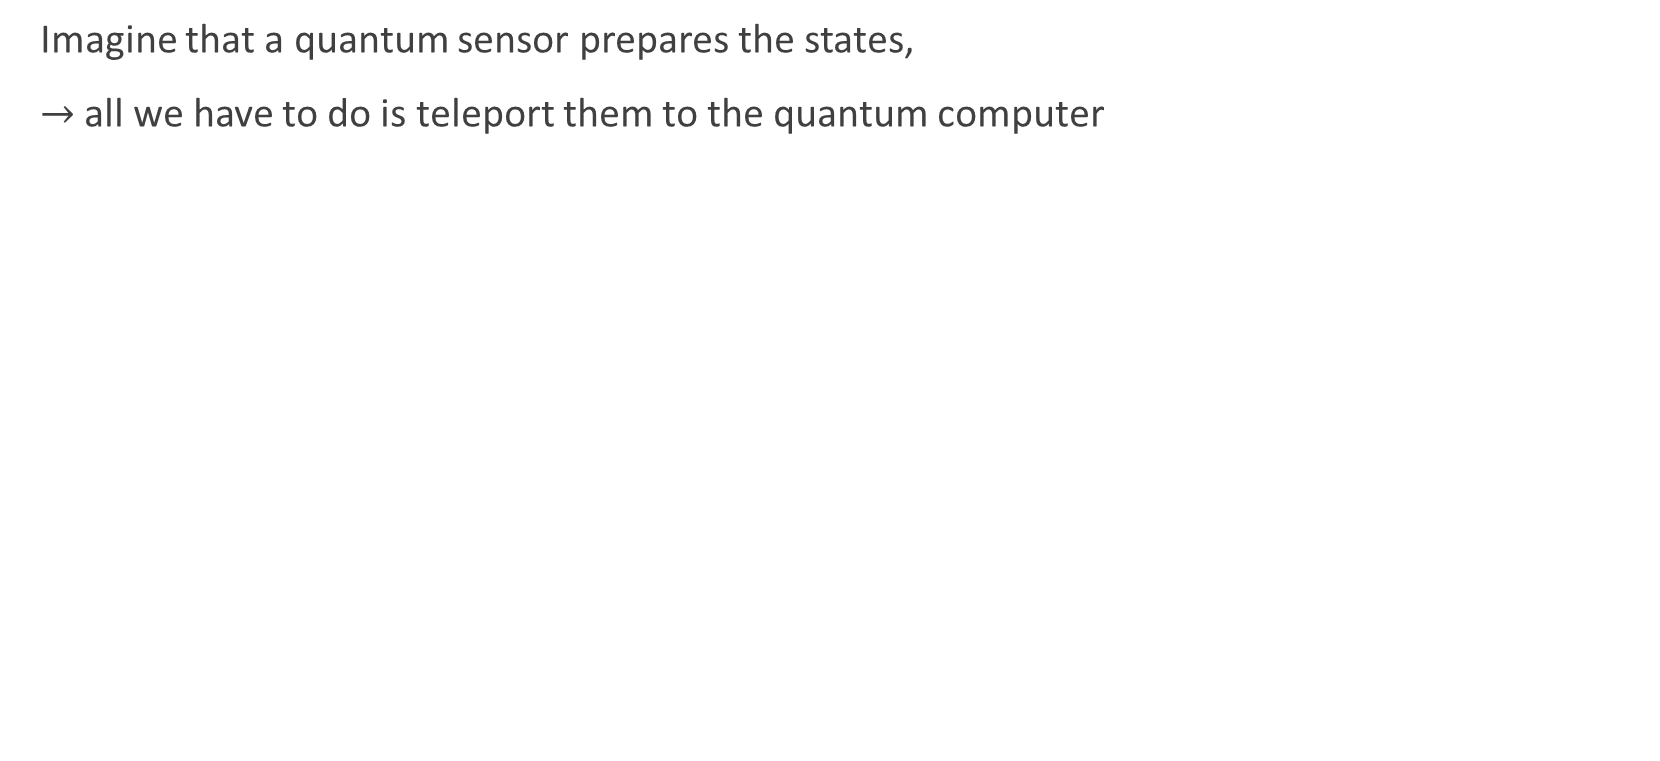 Imagine that a quantum sensor prepares the states,
→ all we have to do is teleport them to the quantum computer